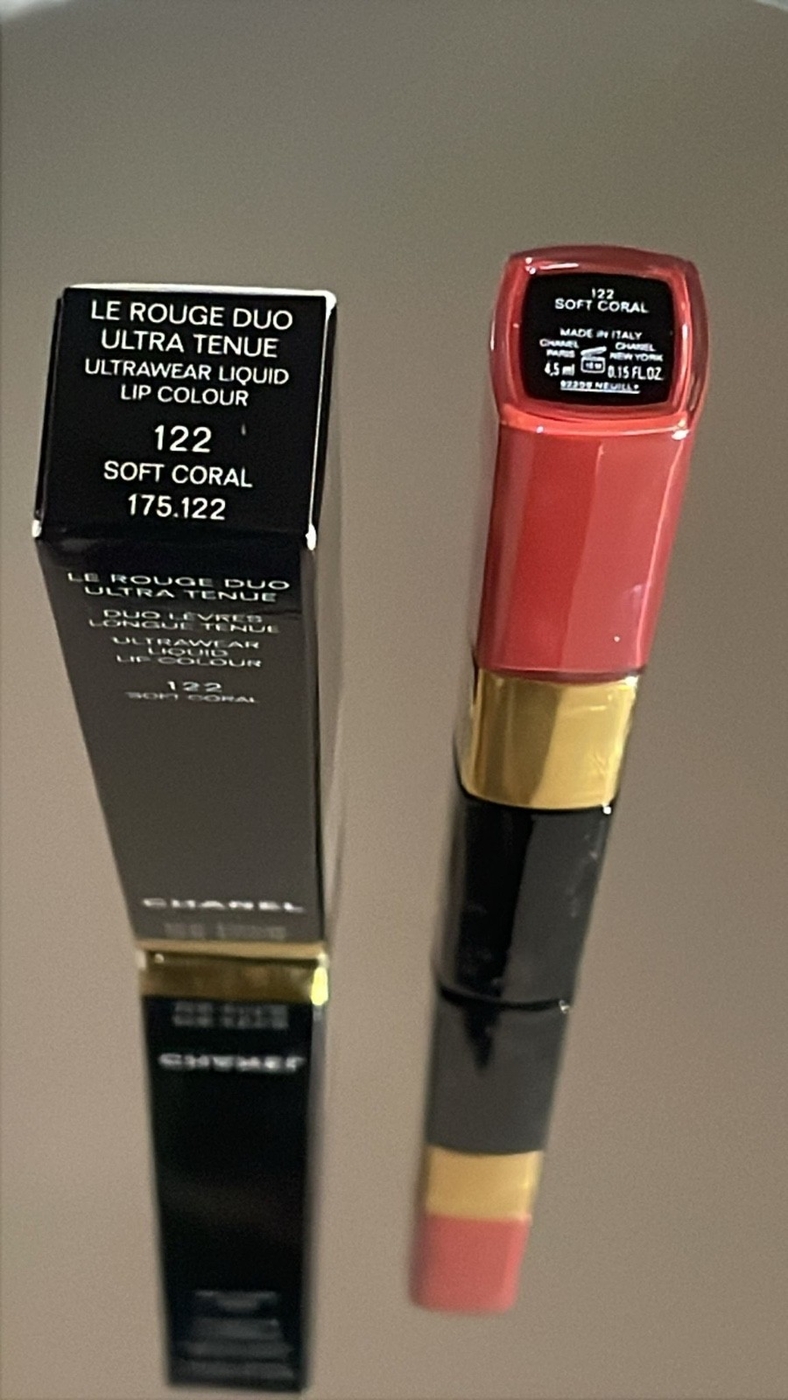 LE ROUGE DUO
ULTRA TENUE
ULTRAWEAR LIQUID
LIP COLOUR
122
SOFT CORAL
175.122
LE ROUGE DUO
ULTRA TENUE
DUO LÈVRES
LONGUE TENUE
ULTRAWEAR
LIQUID
LIP COLOUR
122
SOFT CORAL
CHANEL
122
SOFT CORAL
MADE IN ITALY
CHANEL CHANEL
PARIS NEW YORK
4,5 ml 0.15 FL.OZ.